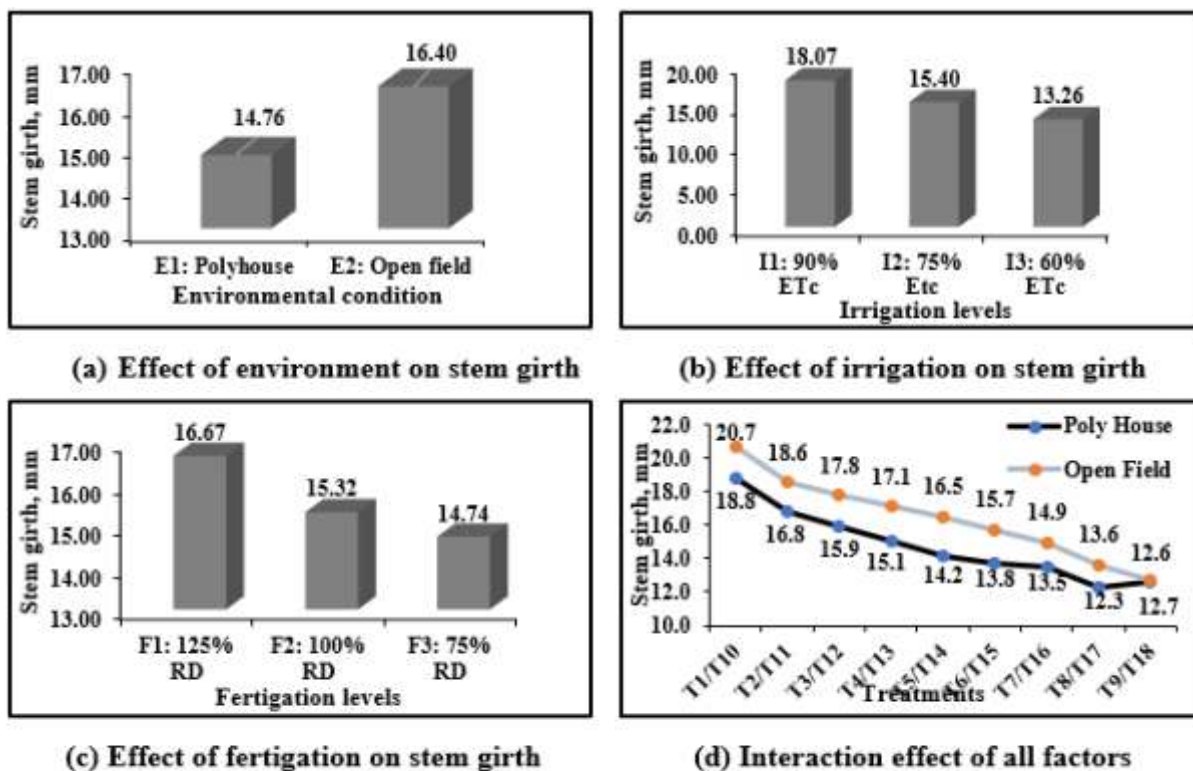 Stem girth, mm
17.00
16.00
15.00
14.00
13.00
14.76
16.40
E1: Polyhouse E2: Open field
Environmental condition
(a) Effect of environment on stem girth
Stem girth, mm
20.00
15.00
10.00
5.00
0.00
18.07
15.40
13.26
I1: 90% I2: 75% I3: 60%
ETc Etc ETc
Irrigation levels
(b) Effect of irrigation on stem girth
Stem girth, mm
17.00
16.00
15.00
14.00
13.00
16.67
15.32
14.74
F1: 125% F2: 100% F3: 75%
RD RD RD
Fertigation levels
(c) Effect of fertigation on stem girth
Stem girth, mm
22.0
20.0
18.0
16.0
14.0
12.0
10.0
Poly House
Open Field
20.7 18.6 17.8 17.1 16.5 15.7 14.9 13.6 12.6
18.8 16.8 15.9 15.1 14.2 13.8 13.5 12.3 12.7
T1/T10 T2/T11 T3/T12 T4/T13 T5/T14 T6/T15 T7/T16 T8/T17 T9/T18
Treatments
(d) Interaction effect of all factors